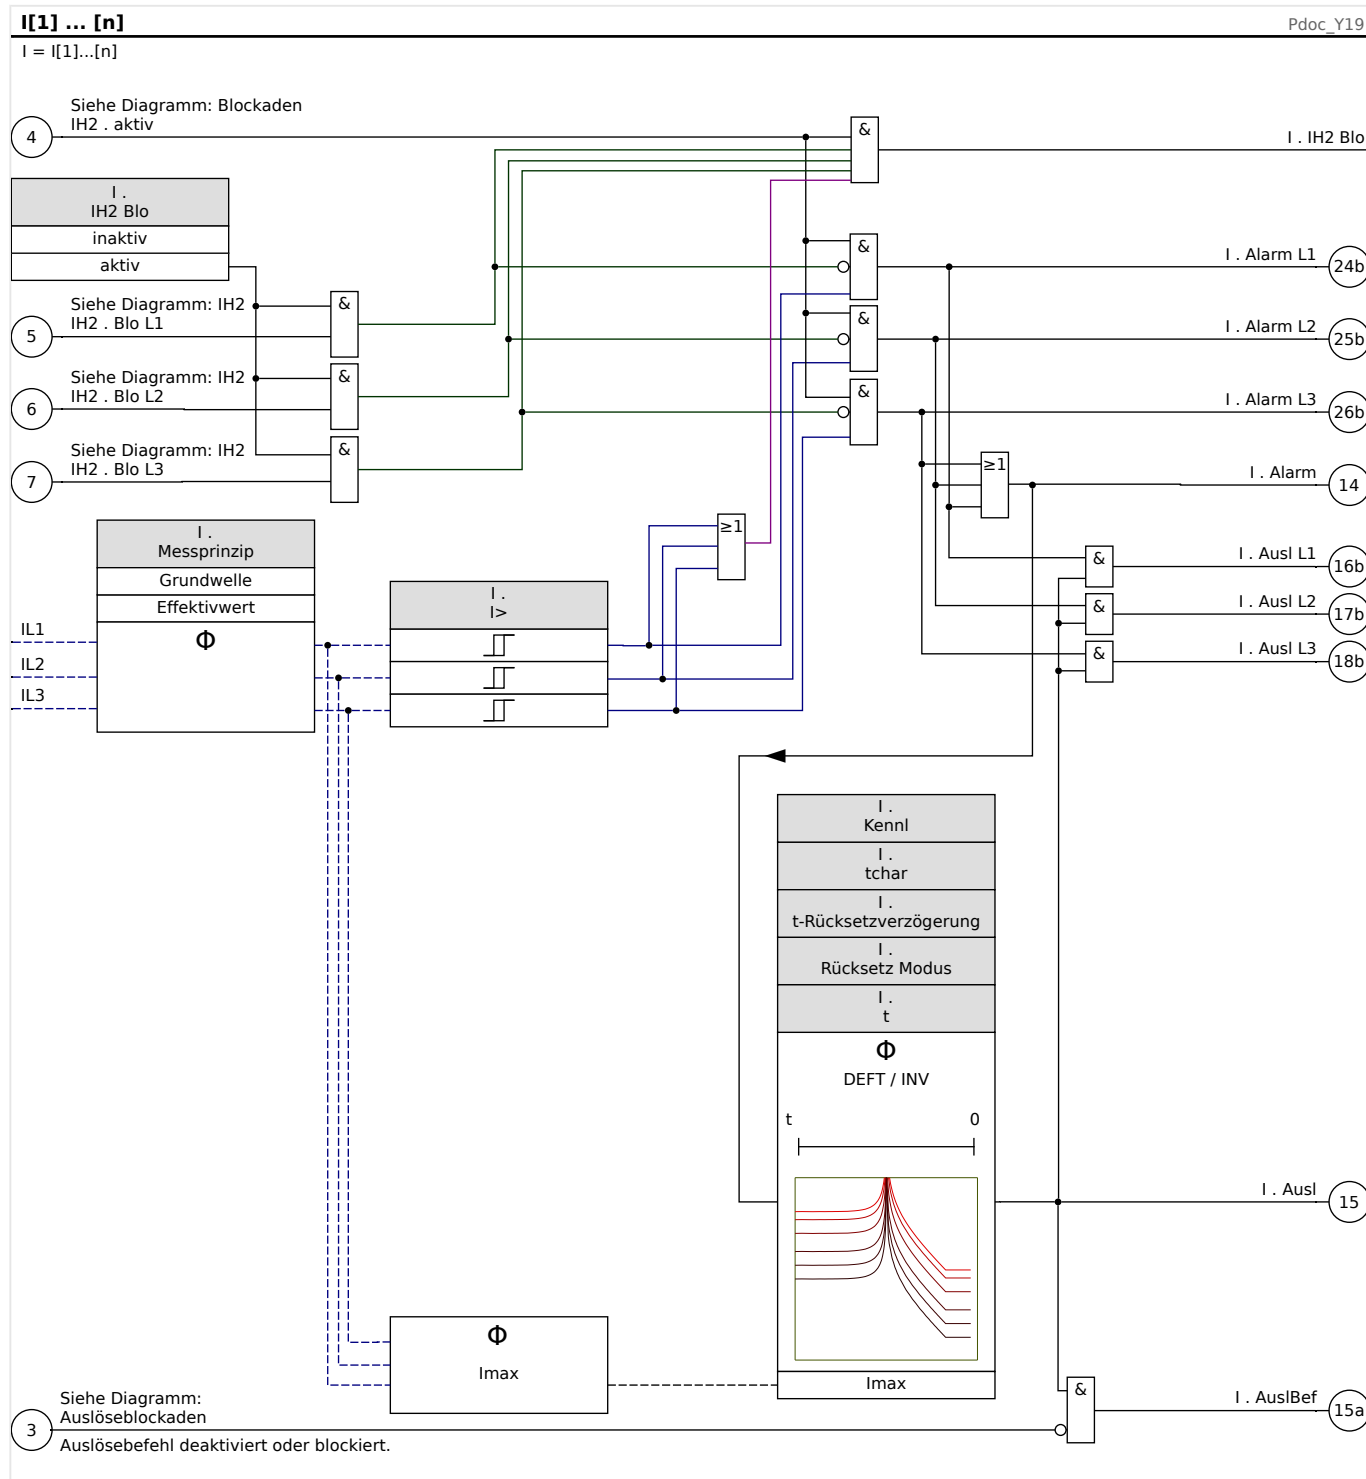 I[1] ... [n]
Pdoc_Y19
I = I[1]...[n]
Siehe Diagramm: Blockaden
4
IH2 . aktiv
&
I . IH2 Blo
I .
IH2 Blo
inaktiv
aktiv
&
I . Alarm L1
24b
Siehe Diagramm: IH2
5
IH2 . Blo L1
&
&
I . Alarm L2
25b
Siehe Diagramm: IH2
6
IH2 . Blo L2
&
&
I . Alarm L3
26b
Siehe Diagramm: IH2
7
IH2 . Blo L3
&
≥1
I . Alarm
14
I .
Messprinzip
Grundwelle
Effektivwert
Φ
IL1
IL2
IL3
I .
I>
≥1
&
I . Ausl L1
16b
&
I . Ausl L2
17b
&
I . Ausl L3
18b
I .
Kennl
I .
tchar
I .
t-Rücksetzverzögerung
I .
Rücksetz Modus
I .
t
Φ
DEFT / INV
t 0
I . Ausl
15
Φ
Imax
Imax
Siehe Diagramm:
Auslöseblockaden
3
Auslösebefehl deaktiviert oder blockiert.
&
I . AuslBef
15a